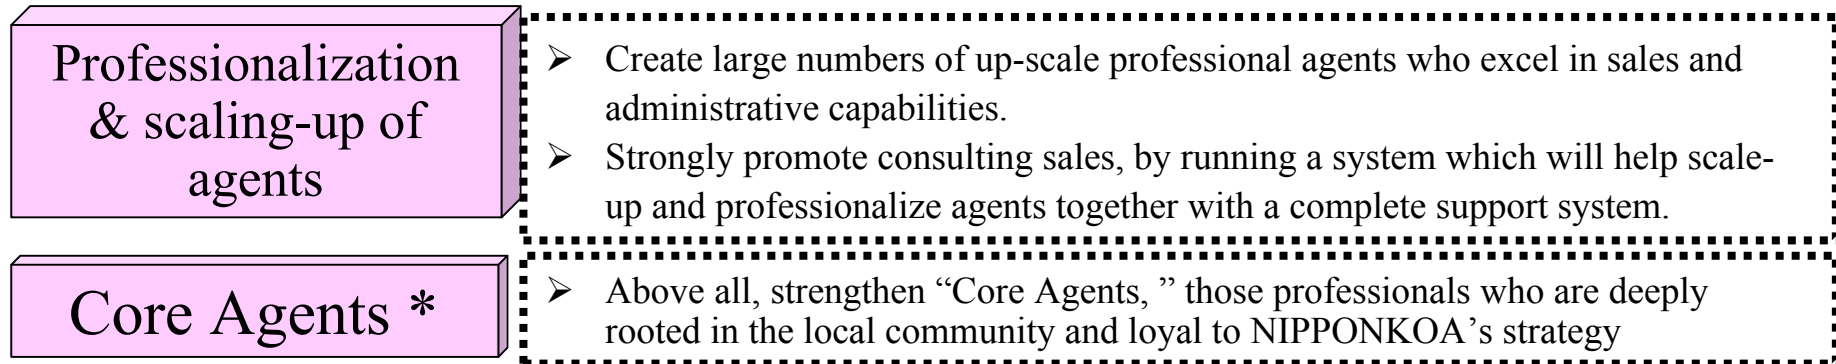 Professionalization
& scaling-up of
agents
➢ Create large numbers of up-scale professional agents who excel in sales and
administrative capabilities.
➢ Strongly promote consulting sales, by running a system which will help scale-
up and professionalize agents together with a complete support system.
Core Agents *
➢ Above all, strengthen “Core Agents, ” those professionals who are deeply
rooted in the local community and loyal to NIPPONKOA’s strategy